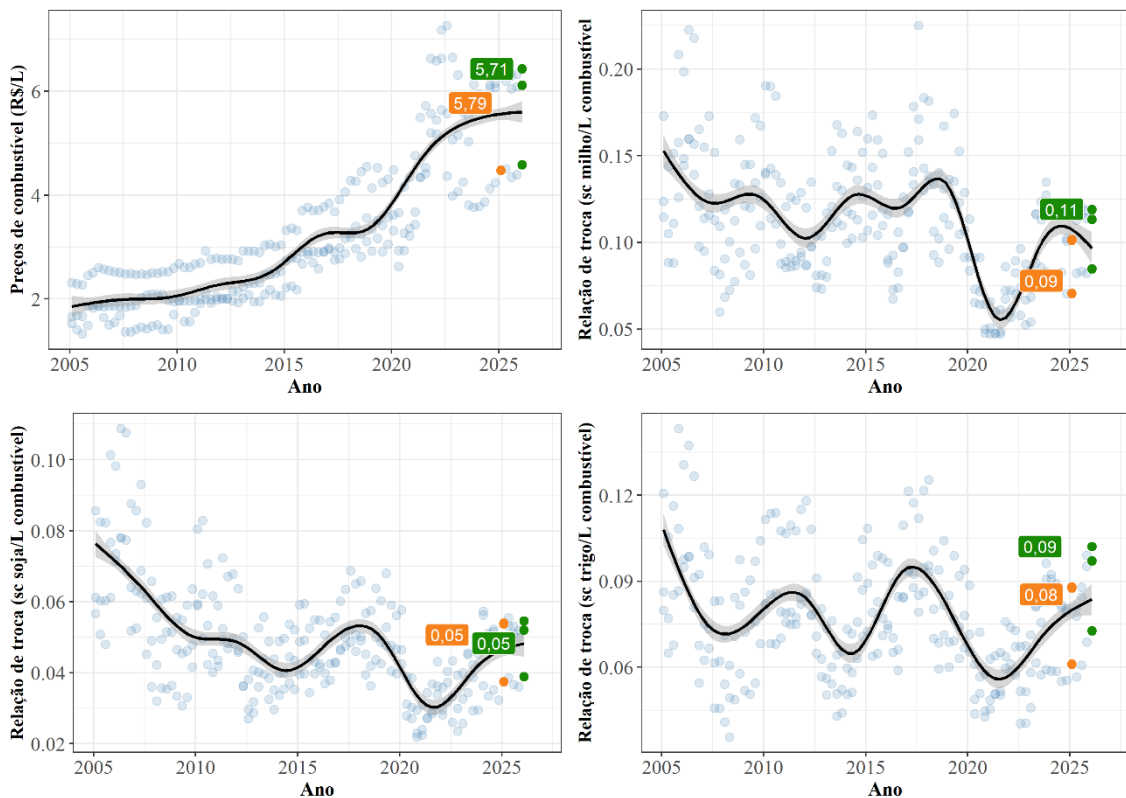 Preços de combustível (R$/L)
6
4
2
5,71
5,79
2005 2010 2015 2020 2025
Ano
Relação de troca (sc milho/L combustível
0.20
0.15
0.10
0.05
0,11
0,09
2005 2010 2015 2020 2025
Ano
Relação de troca (sc soja/L combustível)
0.10
0.08
0.06
0.04
0.02
0,05
0,05
2005 2010 2015 2020 2025
Ano
Relação de troca (sc trigo/L combustível)
0.12
0.09
0.06
0,09
0,08
2005 2010 2015 2020 2025
Ano